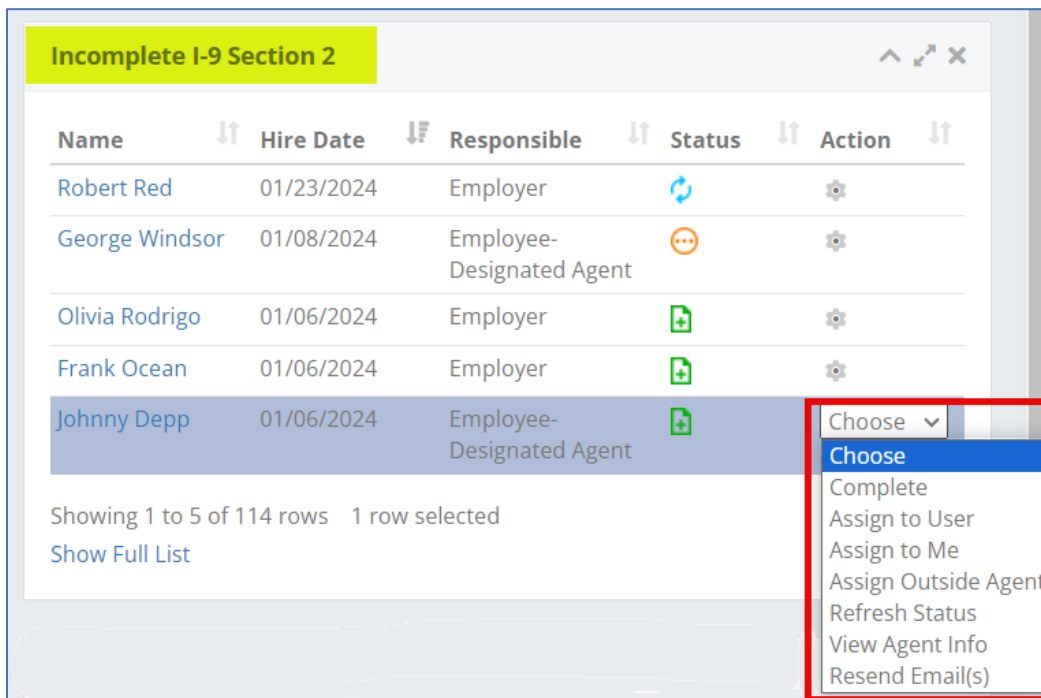 Incomplete I-9 Section 2
Name Hire Date Responsible Status Action
Robert Red 01/23/2024 Employer
George Windsor 01/08/2024 Employee-
Designated Agent
Olivia Rodrigo 01/06/2024 Employer
Frank Ocean 01/06/2024 Employer
Johnny Depp 01/06/2024 Employee-
Designated Agent
Choose
Choose
Complete
Assign to User
Assign to Me
Assign Outside Agent
Refresh Status
View Agent Info
Resend Email(s)
Showing 1 to 5 of 114 rows 1 row selected
Show Full List